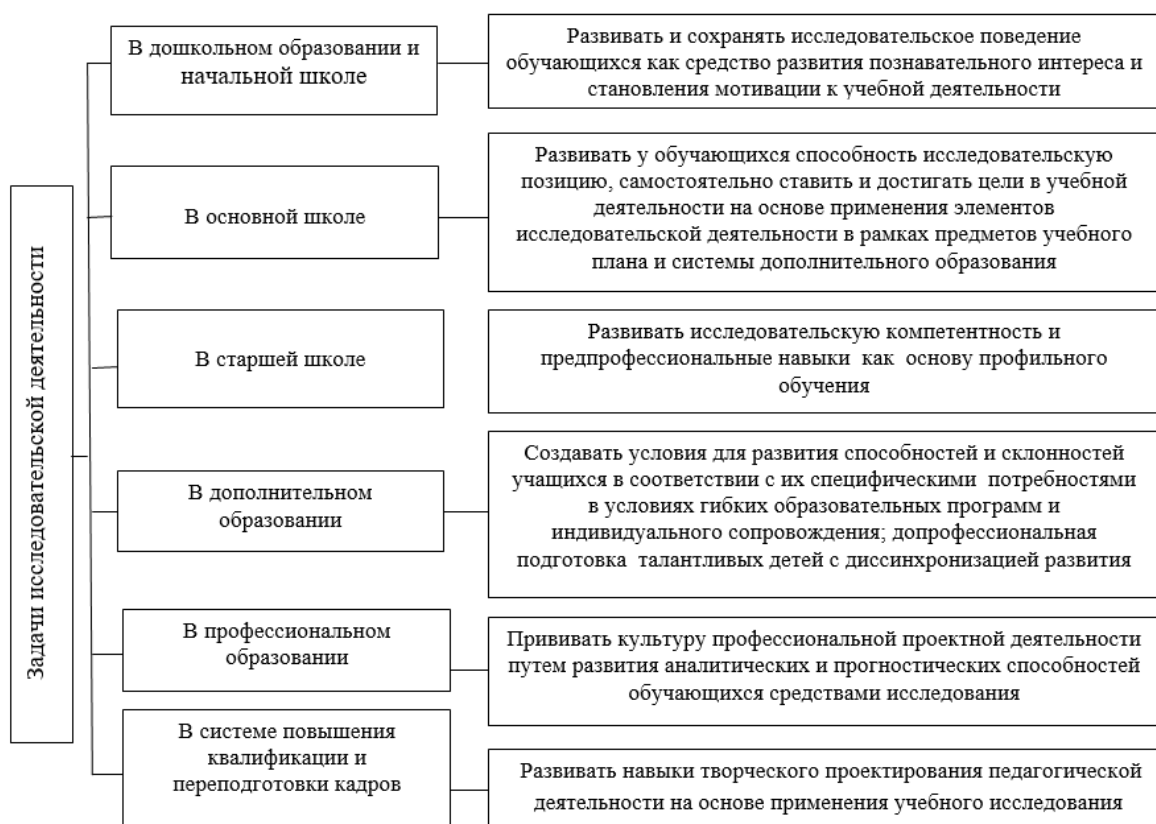 Задачи исследовательской деятельности
В дошкольном образовании и
начальной школе
Развивать и сохранять исследовательское поведение
обучающихся как средство развития познавательного интереса и
становления мотивации к учебной деятельности
В основной школе
Развивать у обучающихся способность исследовательскую
позицию, самостоятельно ставить и достигать цели в учебной
деятельности на основе применения элементов
исследовательской деятельности в рамках предметов учебного
плана и системы дополнительного образования
В старшей школе
Развивать исследовательскую компетентность и
предпрофессиональные навыки как основу профильного
обучения
В дополнительном
образовании
Создавать условия для развития способностей и склонностей
учащихся в соответствии с их специфическими потребностями
в условиях гибких образовательных программ и
индивидуального сопровождения; допрофессиональная
подготовка талантливых детей с диссинхронизацией развития
В профессиональном
образовании
Прививать культуру профессиональной проектной деятельности
путем развития аналитических и прогностических способностей
обучающихся средствами исследования
В системе повышения
квалификации и
переподготовки кадров
Развивать навыки творческого проектирования педагогической
деятельности на основе применения учебного исследования